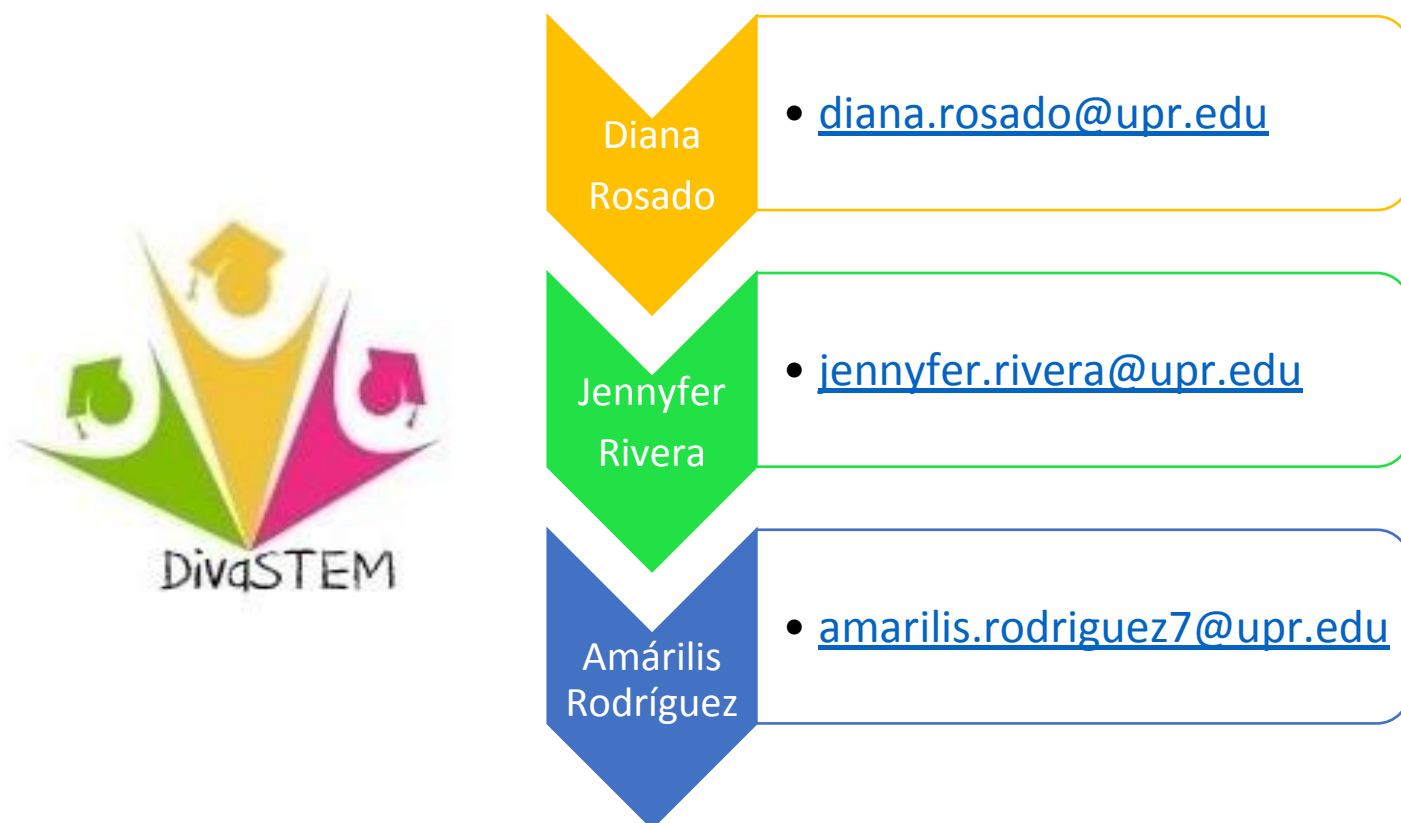 DivaSTEM
Diana
Rosado
• diana.rosado@upr.edu
Jennyfer
Rivera
• jennyfer.rivera@upr.edu
Amárilis
Rodríguez
• amarilis.rodriguez7@upr.edu